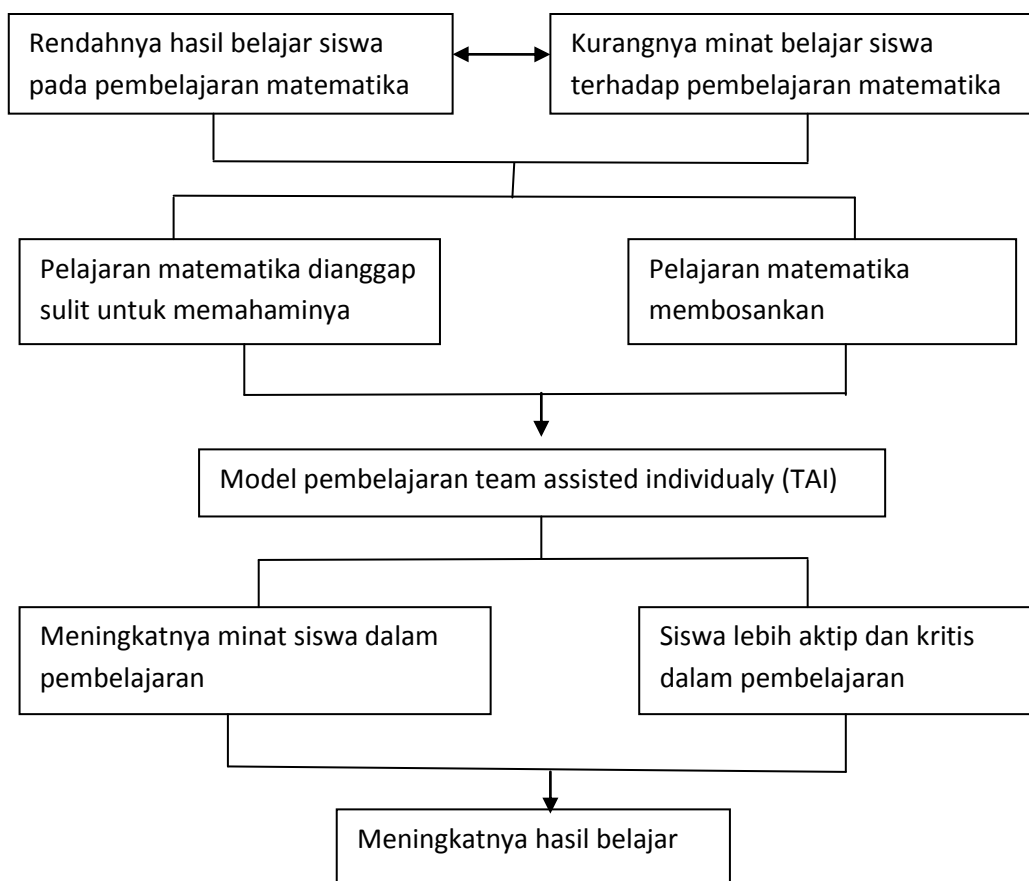 Rendahnya hasil belajar siswa
pada pembelajaran matematika
Kurangnya minat belajar siswa
terhadap pembelajaran matematika
Pelajaran matematika dianggap
sulit untuk memahaminya
Pelajaran matematika
membosankan
Model pembelajaran team assisted individualy (TAI)
Meningkatnya minat siswa dalam
pembelajaran
Siswa lebih aktip dan kritis
dalam pembelajaran
Meningkatnya hasil belajar